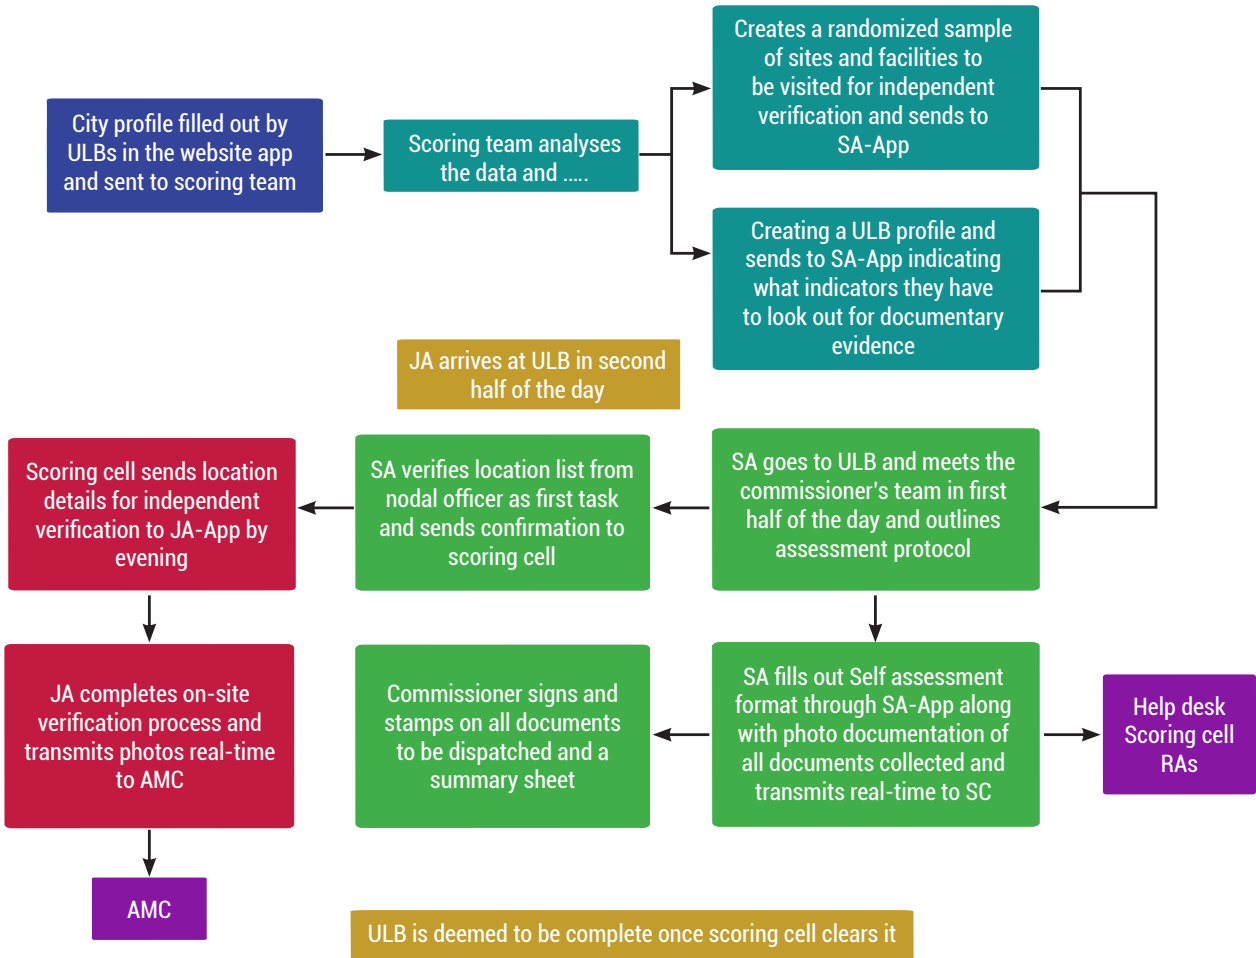 City profile filled out by
ULBs in the website app
and sent to scoring team
Scoring team analyses
the data and .....
Creates a randomized sample
of sites and facilities to
be visited for independent
verification and sends to
SA-App
Creating a ULB profile and
sends to SA-App indicating
what indicators they have
to look out for documentary
evidence
JA arrives at ULB in second
half of the day
Scoring cell sends location
details for independent
verification to JA-App by
evening
SA verifies location list from
nodal officer as first task
and sends confirmation to
scoring cell
SA goes to ULB and meets the
commissioner's team in first
half of the day and outlines
assessment protocol
JA completes on-site
verification process and
transmits photos real-time
to AMC
Commissioner signs and
stamps on all documents
to be dispatched and a
summary sheet
SA fills out Self assessment
format through SA-App along
with photo documentation of
all documents collected and
transmits real-time to SC
Help desk
Scoring cell
RAs
AMC
ULB is deemed to be complete once scoring cell clears it